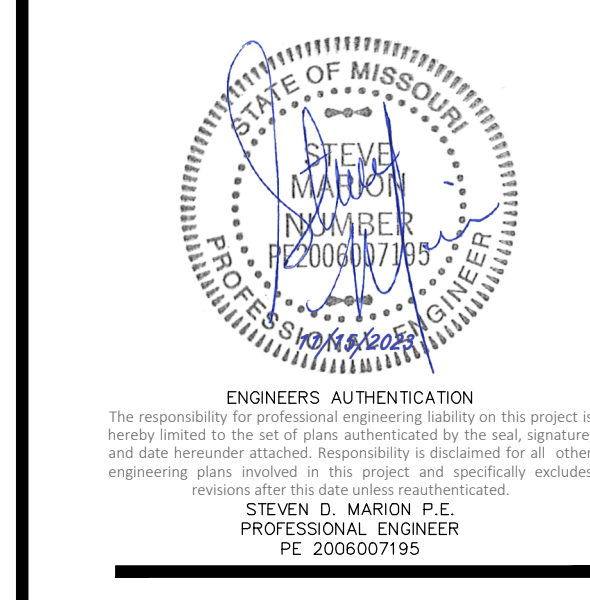 STATE OF MISSOURI
STEVE
MARION
NUMBER
PE2006007195
PROFESSIONAL ENGINEER
11/15/2023
ENGINEERS AUTHENTICATION
The responsibility for professional engineering liability on this project is
hereby limited to the set of plans authenticated by the seal, signature
and date hereunder attached. Responsibility is disclaimed for all other
engineering plans involved in this project and specifically excludes
revisions after this date unless reauthenticated.
STEVEN D. MARION P.E.
PROFESSIONAL ENGINEER
PE 2006007195